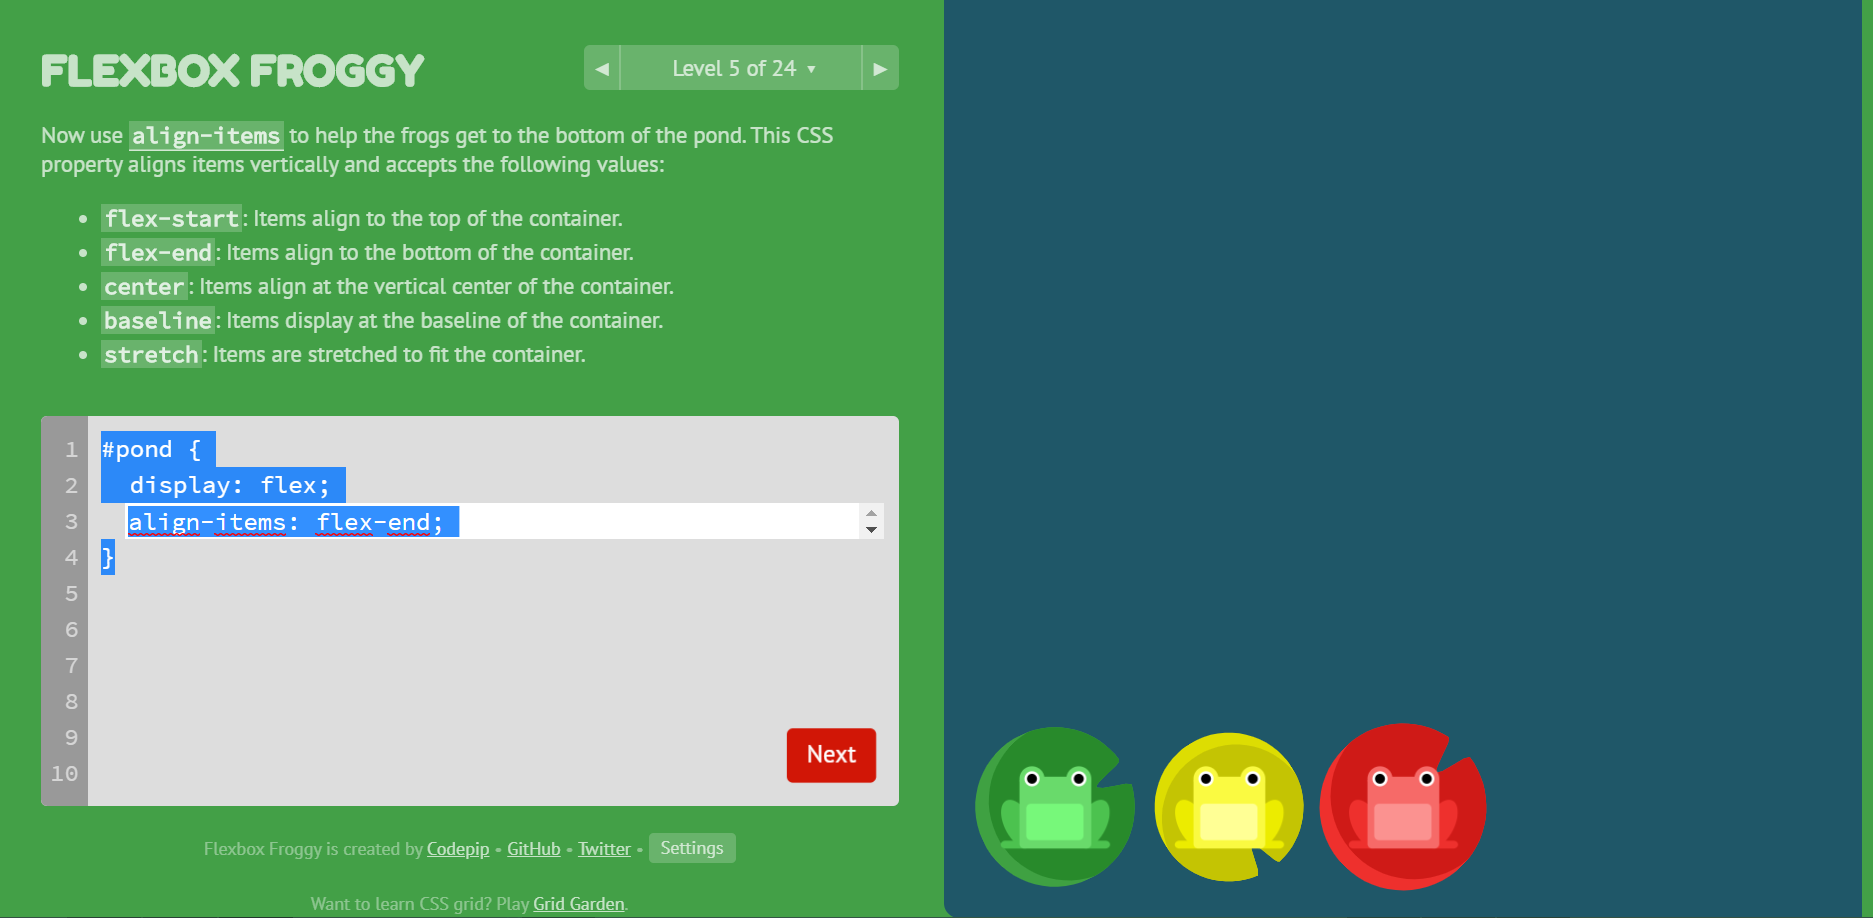 FLEXBOX FROGGY
◀ Level 5 of 24 ▾ ▶
Now use align-items to help the frogs get to the bottom of the pond. This CSS
property aligns items vertically and accepts the following values:
• flex-start: Items align to the top of the container.
• flex-end: Items align to the bottom of the container.
• center: Items align at the vertical center of the container.
• baseline: Items display at the baseline of the container.
• stretch: Items are stretched to fit the container.
1 #pond {
2 display: flex;
3 align-items: flex-end;
4 }
5
6
7
8
9
10
Next
Flexbox Froggy is created by Codepip • GitHub • Twitter • Settings
Want to learn CSS grid? Play Grid Garden.